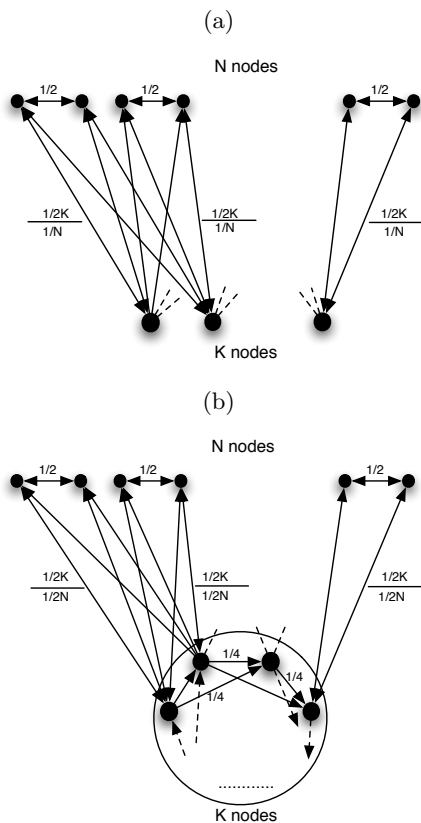 (a)
N nodes
1/2 1/2 1/2
1/2K 1/2K 1/2K
1/N 1/N 1/N
K nodes
(b)
N nodes
1/2 1/2 1/2
1/2K 1/2K 1/2K
1/2N 1/2N 1/2N
1/4
1/4 1/4
............
K nodes